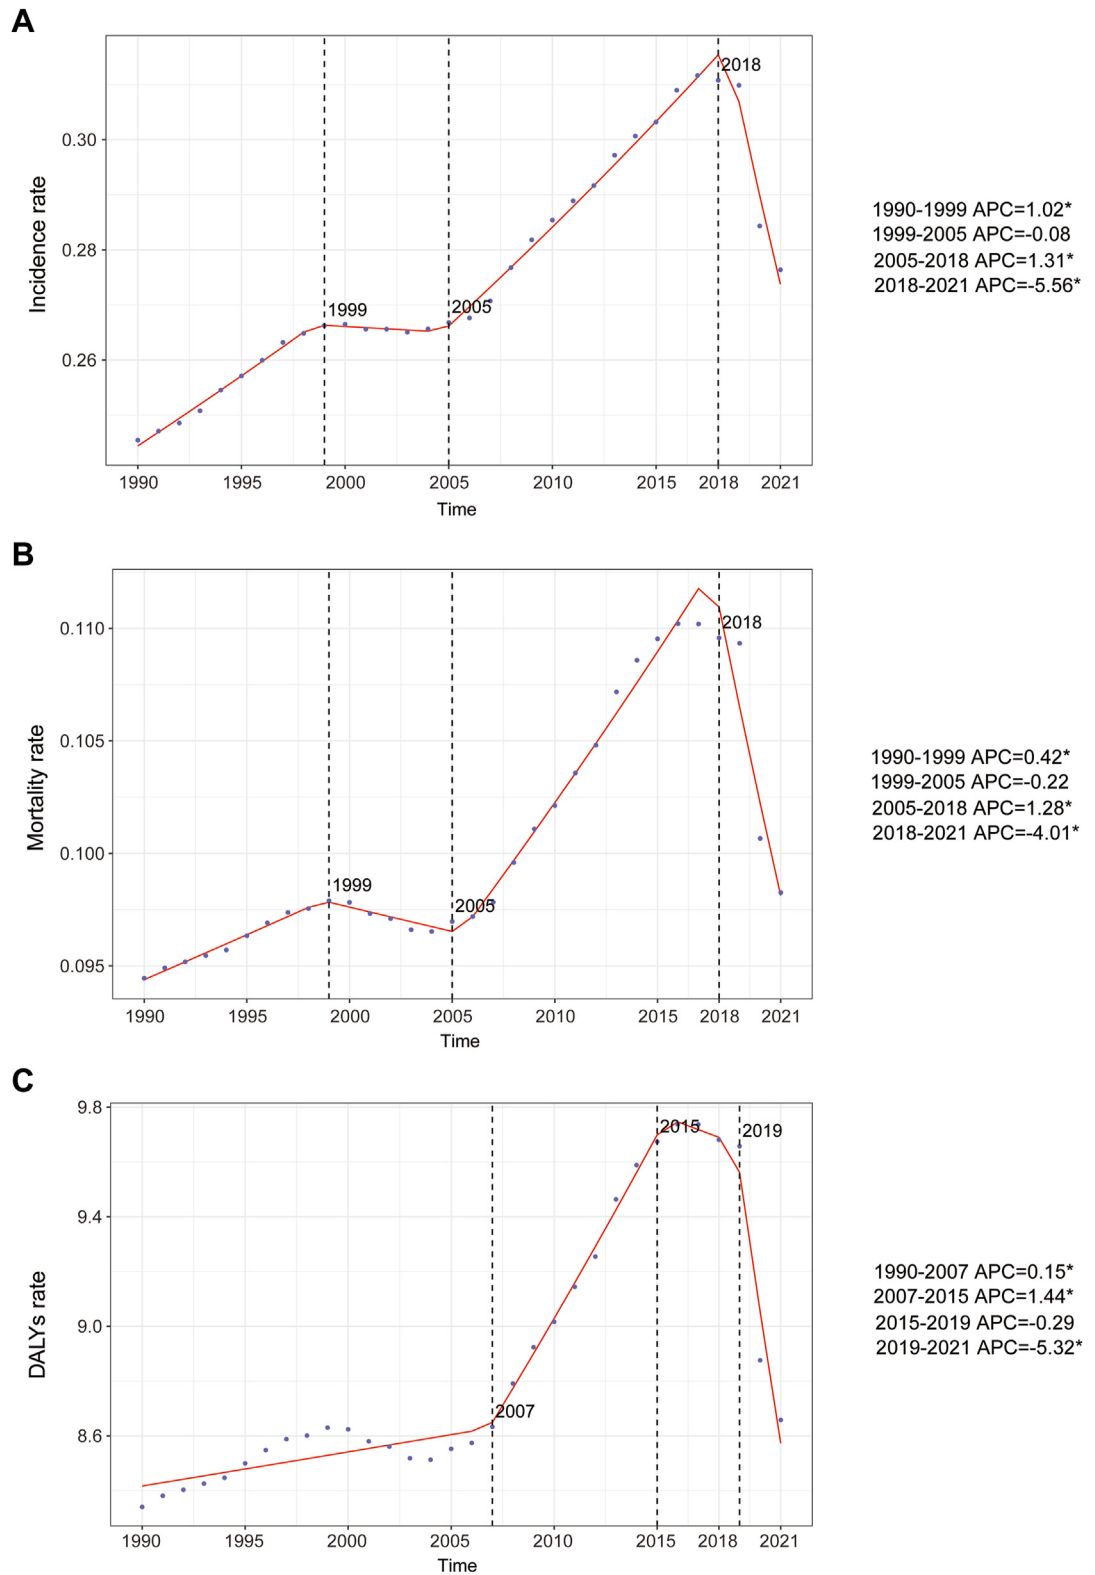 A
0.30
0.28
0.26
Incidence rate
1999
2005
2018
1990 1995 2000 2005 2010 2015 2018 2021
Time
1990-1999 APC=1.02*
1999-2005 APC=-0.08
2005-2018 APC=1.31*
2018-2021 APC=-5.56*
B
0.110
0.105
0.100
0.095
Mortality rate
1999
2005
2018
1990 1995 2000 2005 2010 2015 2018 2021
Time
1990-1999 APC=0.42*
1999-2005 APC=-0.22
2005-2018 APC=1.28*
2018-2021 APC=-4.01*
C
9.8
9.4
9.0
8.6
DALYs rate
2007
2015
2019
1990 1995 2000 2005 2010 2015 2018 2021
Time
1990-2007 APC=0.15*
2007-2015 APC=1.44*
2015-2019 APC=-0.29
2019-2021 APC=-5.32*